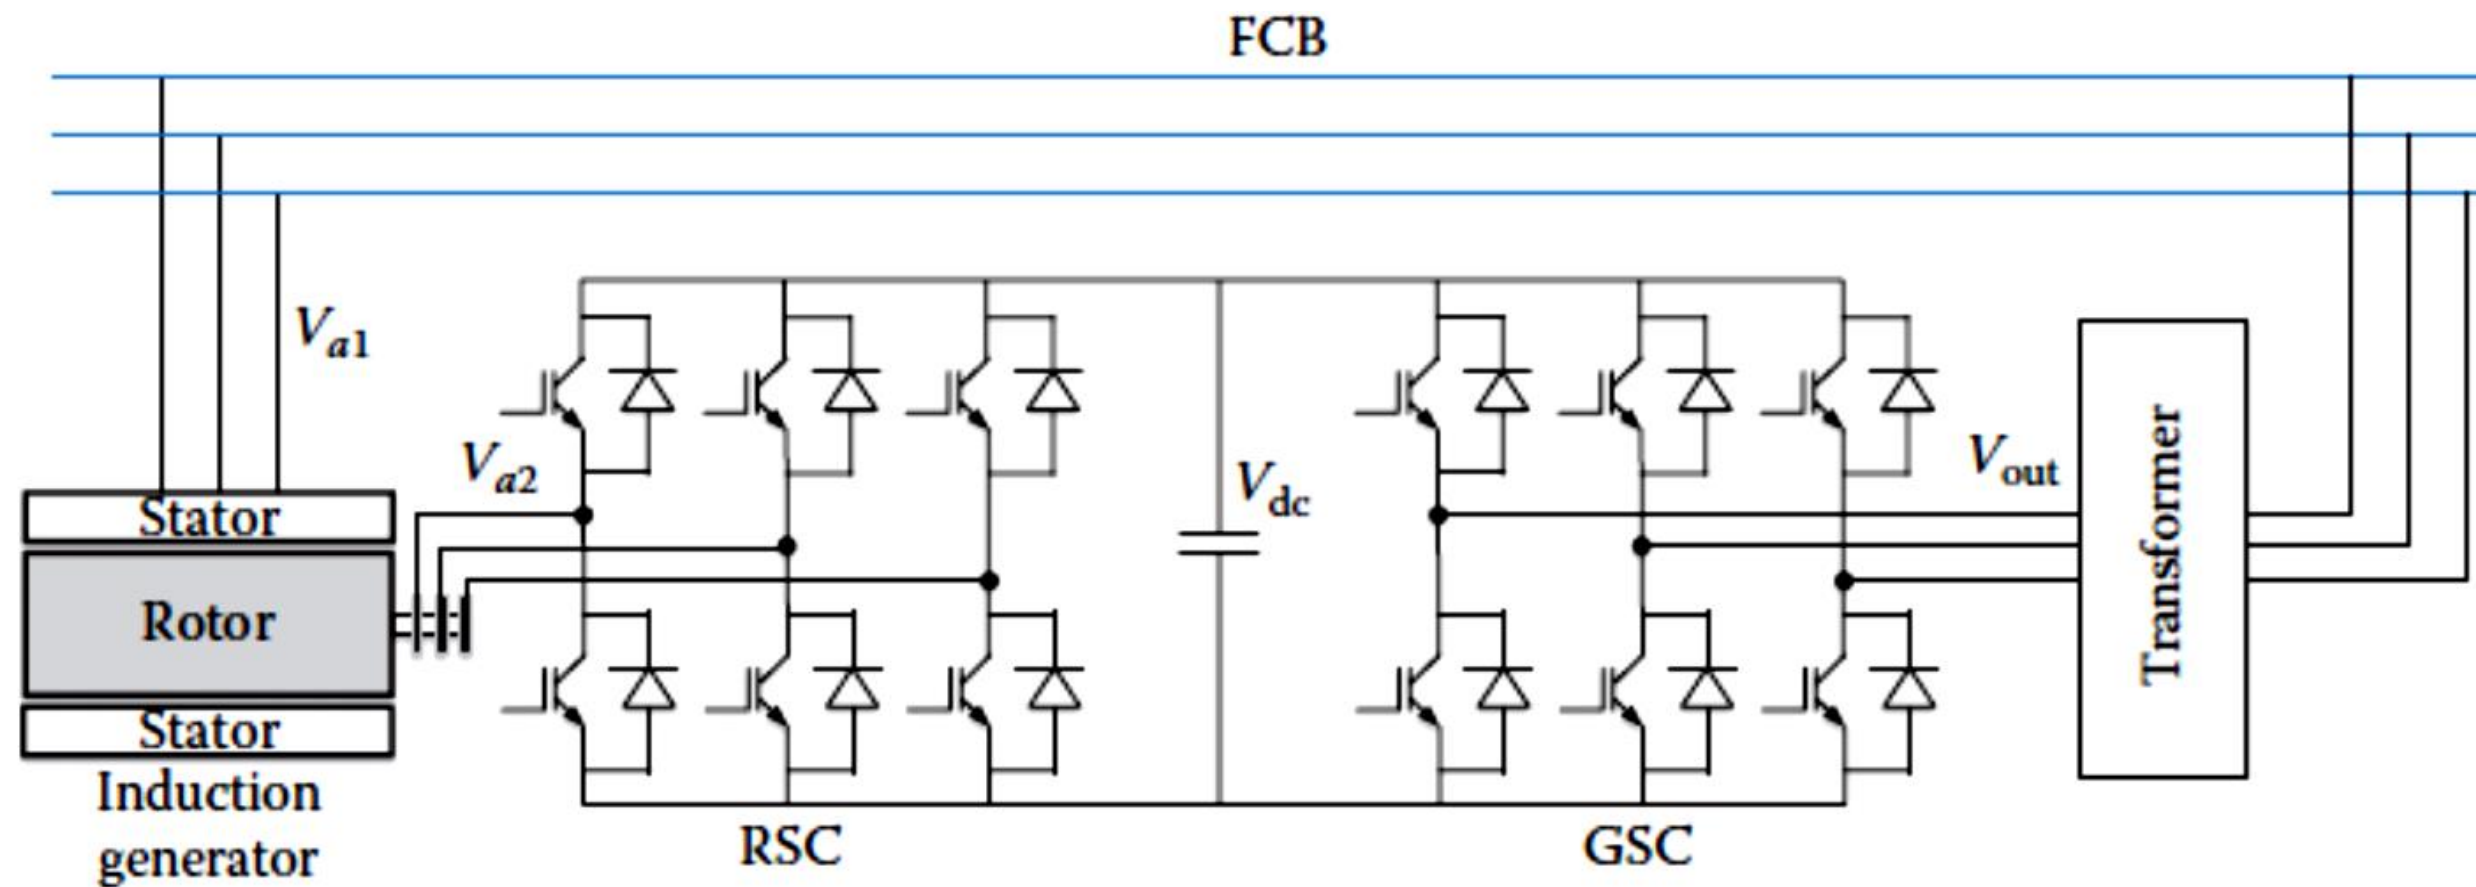 FCB
Va1
Va2
Vdc
Vout
Stator
Rotor
Stator
Induction
generator
RSC
GSC
Transformer